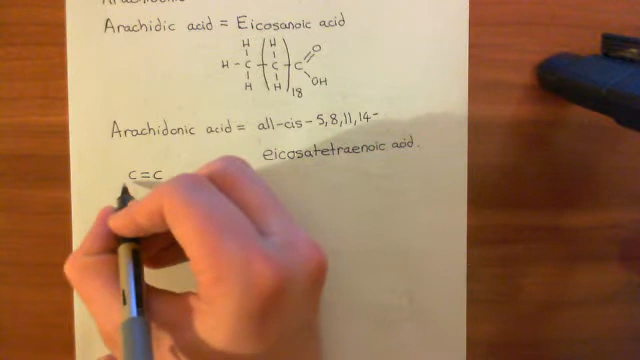 Arachidic acid = Eicosanoic acid
H H O
H - C - ( C ) C
H H 18 OH
Arachidonic acid = all-cis-5,8,11,14-
eicosatetraenoic acid.
C=C